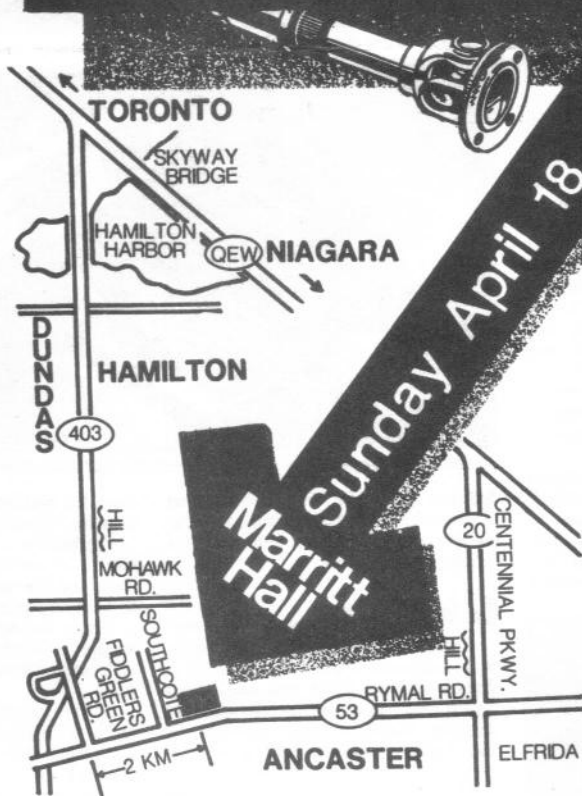 TORONTO
SKYWAY
BRIDGE
HAMILTON
HARBOR
QEW
NIAGARA
DUNDAS
HAMILTON
403
Sunday April 18
Marritt
Hall
20
CENTENNIAL PKWY.
HILL
MOHAWK
RD.
SOUTHCOTE
FIDDLERS
GREEN
RD.
HILL
RYMAL RD.
53
2 KM
ANCASTER
ELFRIDA